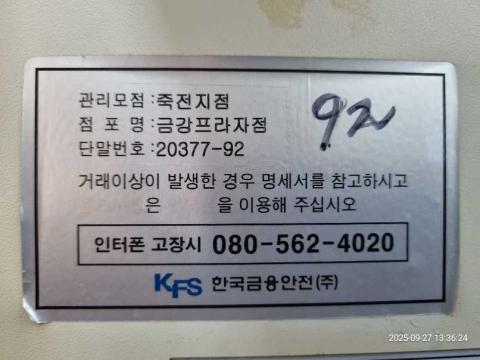 관리모점 : 죽전지점
점 포 명 : 금강프라자점
단말번호 : 20377-92
92
거래이상이 발생한 경우 명세서를 참고하시고
은 을 이용해 주십시오
인터폰 고장시 080-562-4020
KFS 한국금융안전(주)
2025-09-27 13:36:24